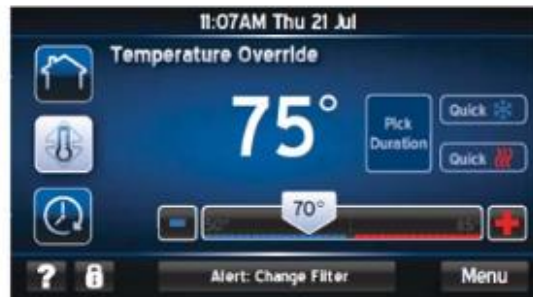 11:07AM Thu 21 Jul
Temperature Override
75°
Pick
Duration
Quick
Quick
70°
-
+
? 
Alert: Change Filter
Menu